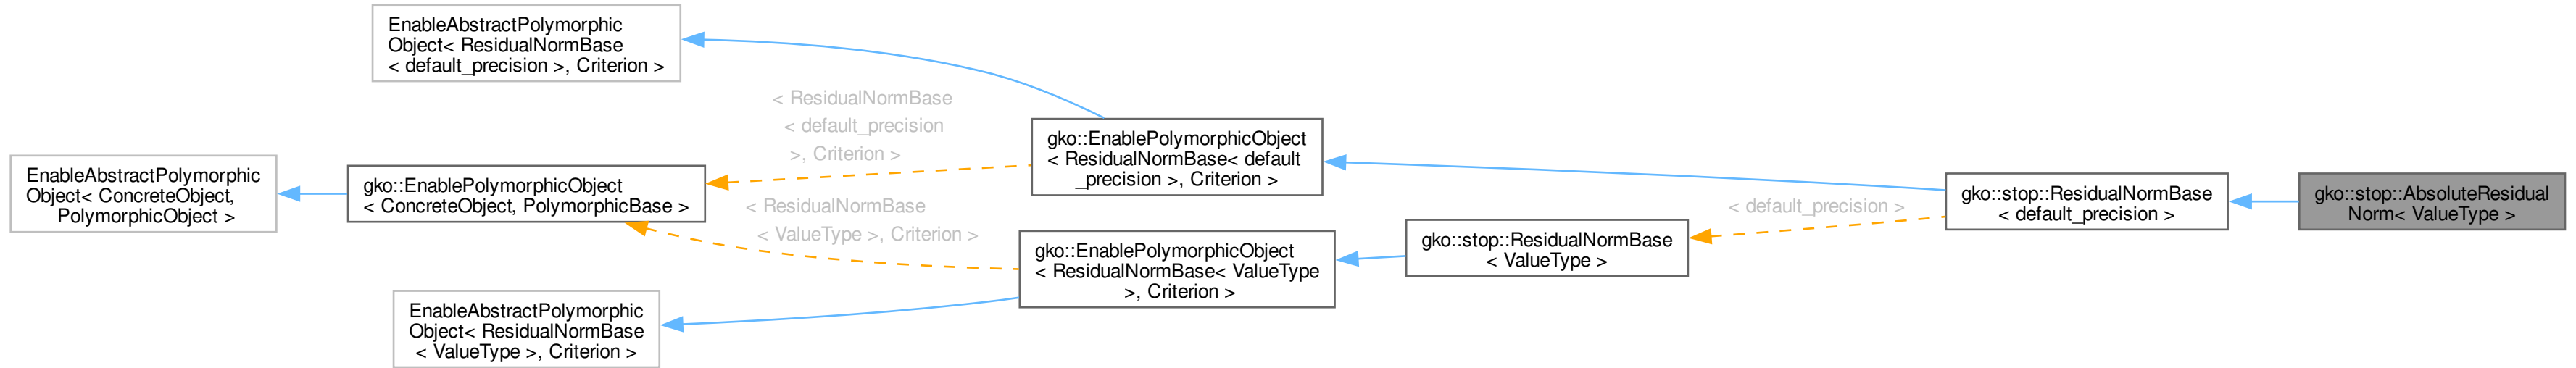 EnableAbstractPolymorphic
Object< ResidualNormBase
< default_precision >, Criterion >
< ResidualNormBase
< default_precision
>, Criterion >
gko::EnablePolymorphicObject
< ResidualNormBase< default
_precision >, Criterion >
EnableAbstractPolymorphic
Object< ConcreteObject,
PolymorphicObject >
gko::EnablePolymorphicObject
< ConcreteObject, PolymorphicBase >
< ResidualNormBase
< ValueType >, Criterion >
gko::EnablePolymorphicObject
< ResidualNormBase< ValueType
>, Criterion >
gko::stop::ResidualNormBase
< ValueType >
< default_precision >
gko::stop::ResidualNormBase
< default_precision >
gko::stop::AbsoluteResidual
Norm< ValueType >
EnableAbstractPolymorphic
Object< ResidualNormBase
< ValueType >, Criterion >